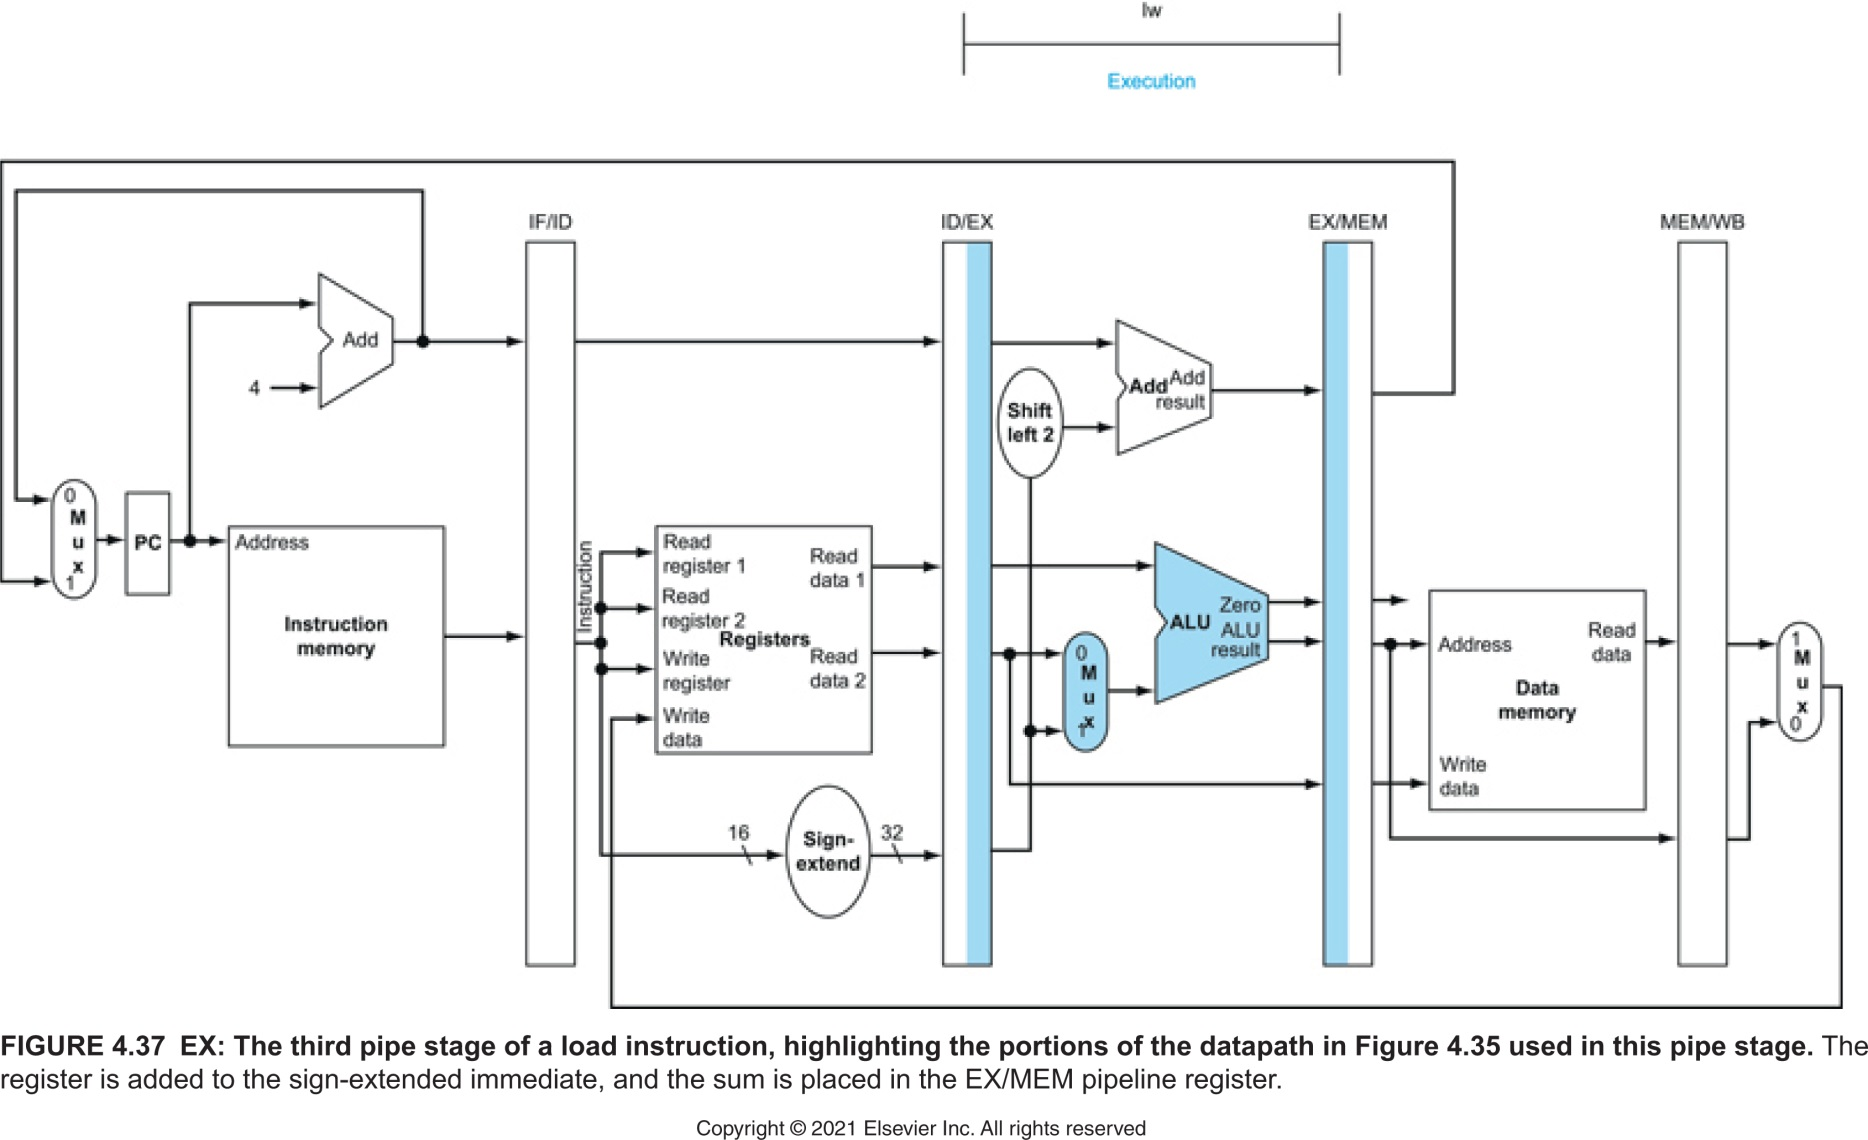 lw
Execution
IF/ID
ID/EX
EX/MEM
MEM/WB
Add
4
Add Add
result
Shift
left 2
0
M
u
x
1
PC
Address
Instruction
memory
Instruction
Read
register 1
Read
register 2
Write
register
Write
data
Registers
Read
data 1
Read
data 2
16
Sign-
extend
32
0
M
u
x
1
ALU
Zero
ALU
result
Address
Read
data
Data
memory
Write
data
1
M
u
x
0
FIGURE 4.37 EX: The third pipe stage of a load instruction, highlighting the portions of the datapath in Figure 4.35 used in this pipe stage. The
register is added to the sign-extended immediate, and the sum is placed in the EX/MEM pipeline register.
Copyright © 2021 Elsevier Inc. All rights reserved